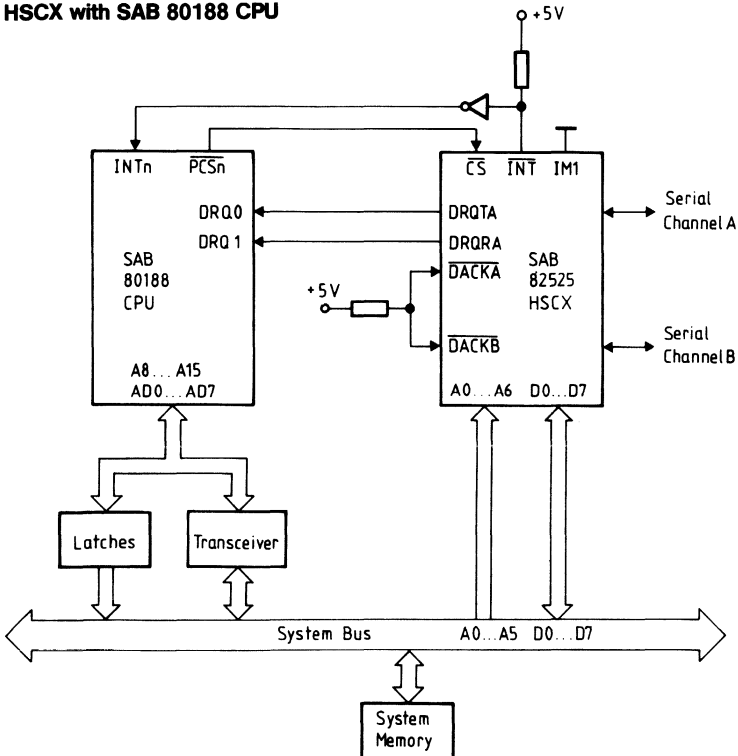 HSCX with SAB 80188 CPU
+5V
INTn PCSn
CS INT IM1
DRQ0
DRQ1
SAB
80188
CPU
A8...A15
AD0...AD7
DRQTA
DRQRA
DACKA
SAB
82525
HSCX
DACKB
A0...A6 D0...D7
+5V
Serial
Channel A
Serial
Channel B
Latches
Transceiver
System Bus A0...A5 D0...D7
System
Memory